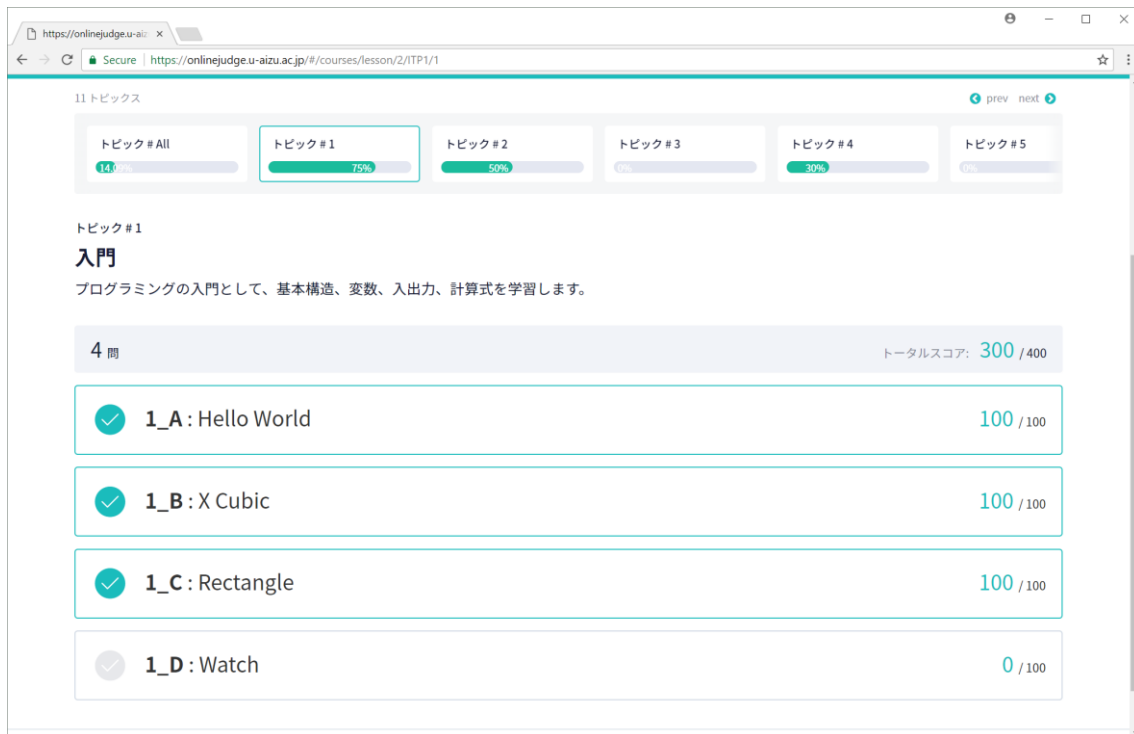 https://onlinejudge.u-aiz
Secure https://onlinejudge.u-aizu.ac.jp/#/courses/lesson/2/ITP1/1
11 トピックス prev next
トピック # All トピック # 1 トピック # 2 トピック # 3 トピック # 4 トピック # 5
75% 50% 0% 30% 0%
トピック # 1
入門
プログラミングの入門として、基本構造、変数、入出力、計算式を学習します。
4 問 トータルスコア: 300 / 400
1_A : Hello World 100 / 100
1_B : X Cubic 100 / 100
1_C : Rectangle 100 / 100
1_D : Watch 0 / 100